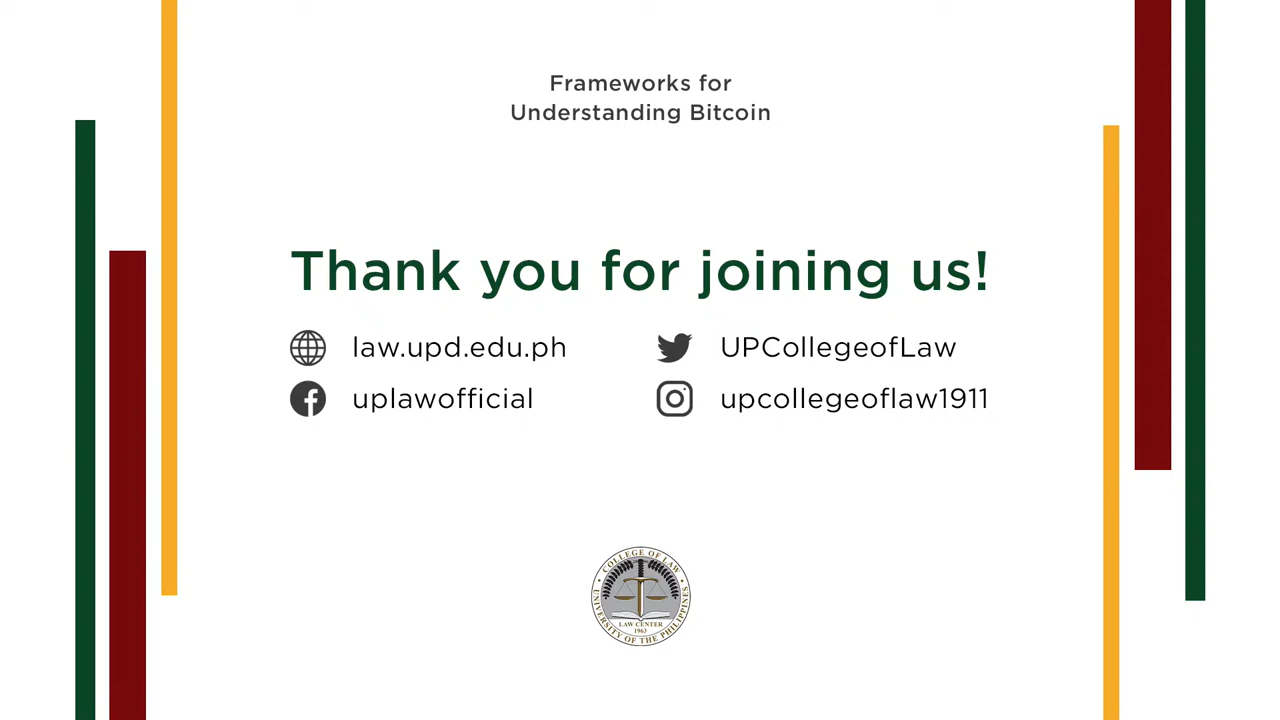 Frameworks for
Understanding Bitcoin
Thank you for joining us!
law.upd.edu.ph
UPCollegeofLaw
uplawofficial
upcollegeoflaw1911
COLLEGE OF LAW
UNIVERSITY OF THE PHILIPPINES
LAW CENTER
1963